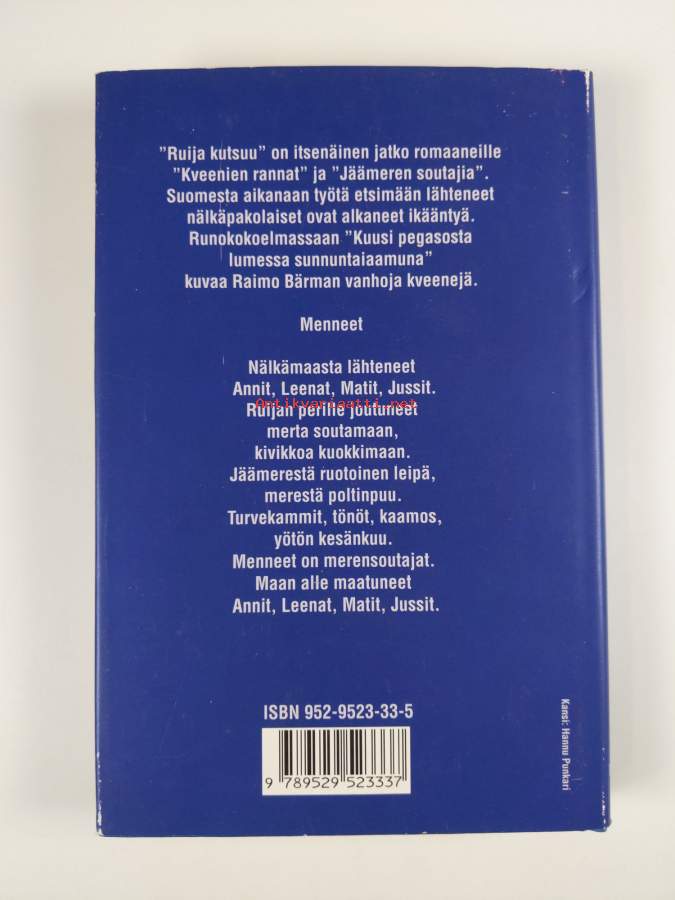 "Ruija kutsuu" on itsenäinen jatko romaaneille
"Kveenien rannat" ja "Jäämeren soutajia".
Suomesta aikanaan työtä etsimään lähteneet
nälkäpakolaiset ovat alkaneet ikääntyä.
Runokokoelmassaan "Kuusi pegasosta
lumessa sunnuntaiaamuna"
kuvaa Raimo Bärman vanhoja kveenejä.
Menneet
Nälkämaasta lähteneet
Annit, Leenat, Matit, Jussit.
Antikvariaatti.net
Ruijan perille joutuneet
merta soutamaan,
kivikkoa kuokkimaan.
Jäämerestä ruotoinen leipä,
merestä poltinpuu.
Turvekammit, tönöt, kaamos,
yötön kesänkuu.
Menneet on merensoutajat.
Maan alle maatuneet
Annit, Leenat, Matit, Jussit.
ISBN 952-9523-33-5
9 789529 523337
Kansi: Hannu Punkari